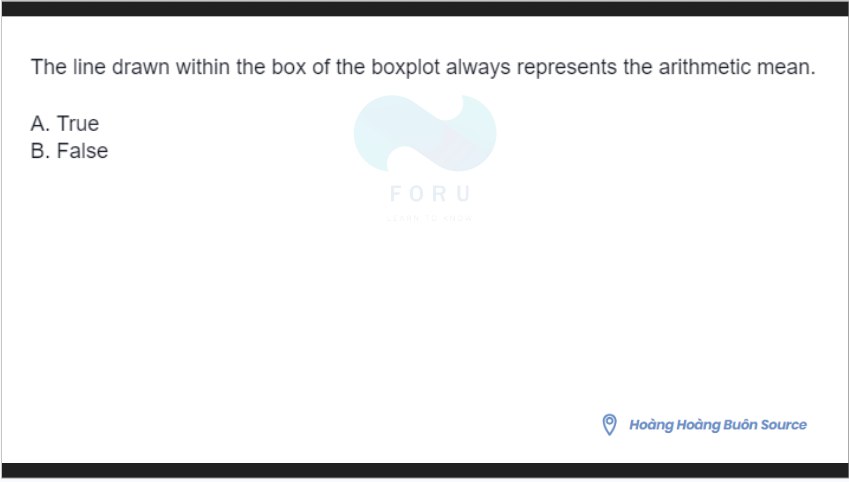 The line drawn within the box of the boxplot always represents the arithmetic mean.
A. True
B. False
FORU
Hoàng Hoàng Buôn Source